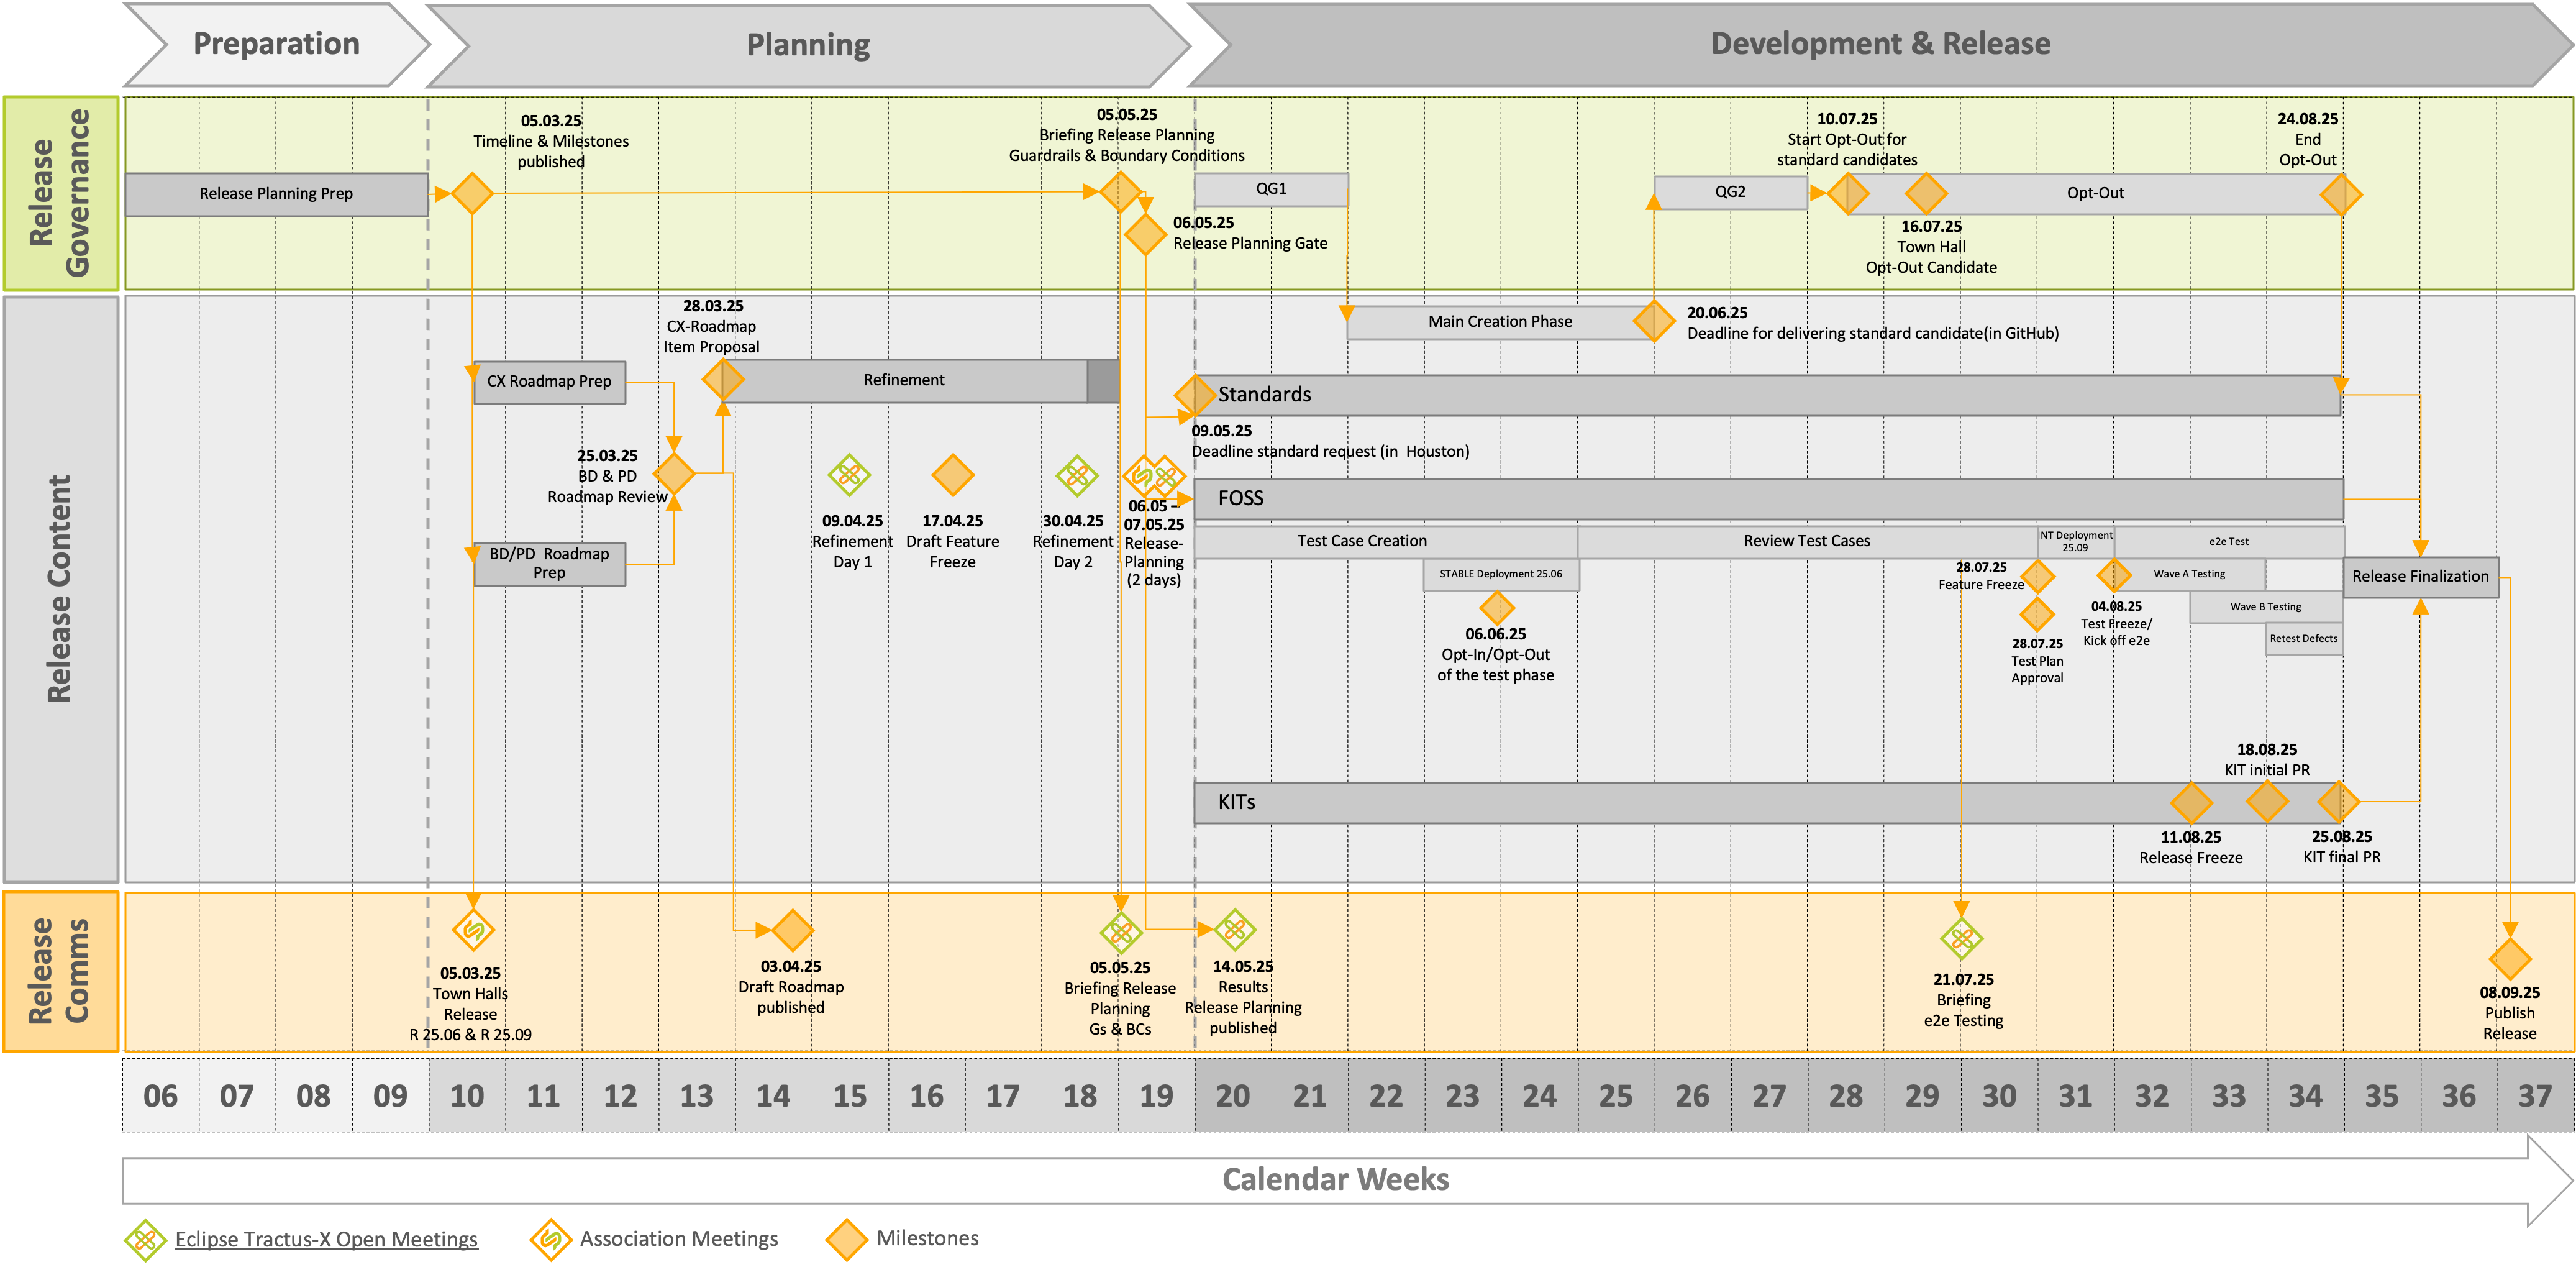 Preparation
Planning
Development & Release
Release
Governance
Release Planning Prep
05.03.25
Timeline & Milestones
published
05.05.25
Briefing Release Planning
Guardrails & Boundary Conditions
06.05.25
Release Planning Gate
QG1
QG2
10.07.25
Start Opt-Out for
standard candidates
16.07.25
Town Hall
Opt-Out Candidate
Opt-Out
24.08.25
End
Opt-Out
Release Content
CX Roadmap Prep
BD/PD Roadmap
Prep
25.03.25
BD & PD
Roadmap Review
28.03.25
CX-Roadmap
Item Proposal
Refinement
09.04.25
Refinement
Day 1
17.04.25
Draft Feature
Freeze
30.04.25
Refinement
Day 2
06.05 –
07.05.25
Release-
Planning
(2 days)
Main Creation Phase
20.06.25
Deadline for delivering standard candidate(in GitHub)
Standards
09.05.25
Deadline standard request (in Houston)
FOSS
Test Case Creation
Review Test Cases
NT Deployment
25.09
e2e Test
STABLE Deployment 25.06
06.06.25
Opt-In/Opt-Out
of the test phase
28.07.25
Feature Freeze
28.07.25
Test Plan
Approval
Wave A Testing
04.08.25
Test Freeze/
Kick off e2e
Wave B Testing
Retest Defects
Release Finalization
KITs
18.08.25
KIT initial PR
11.08.25
Release Freeze
25.08.25
KIT final PR
Release
Comms
05.03.25
Town Halls
Release
R 25.06 & R 25.09
03.04.25
Draft Roadmap
published
05.05.25
Briefing Release
Planning
Gs & BCs
14.05.25
Results
Release Planning
published
21.07.25
Briefing
e2e Testing
08.09.25
Publish
Release
06 07 08 09 10 11 12 13 14 15 16 17 18 19 20 21 22 23 24 25 26 27 28 29 30 31 32 33 34 35 36 37
Calendar Weeks
Eclipse Tractus-X Open Meetings
Association Meetings
Milestones